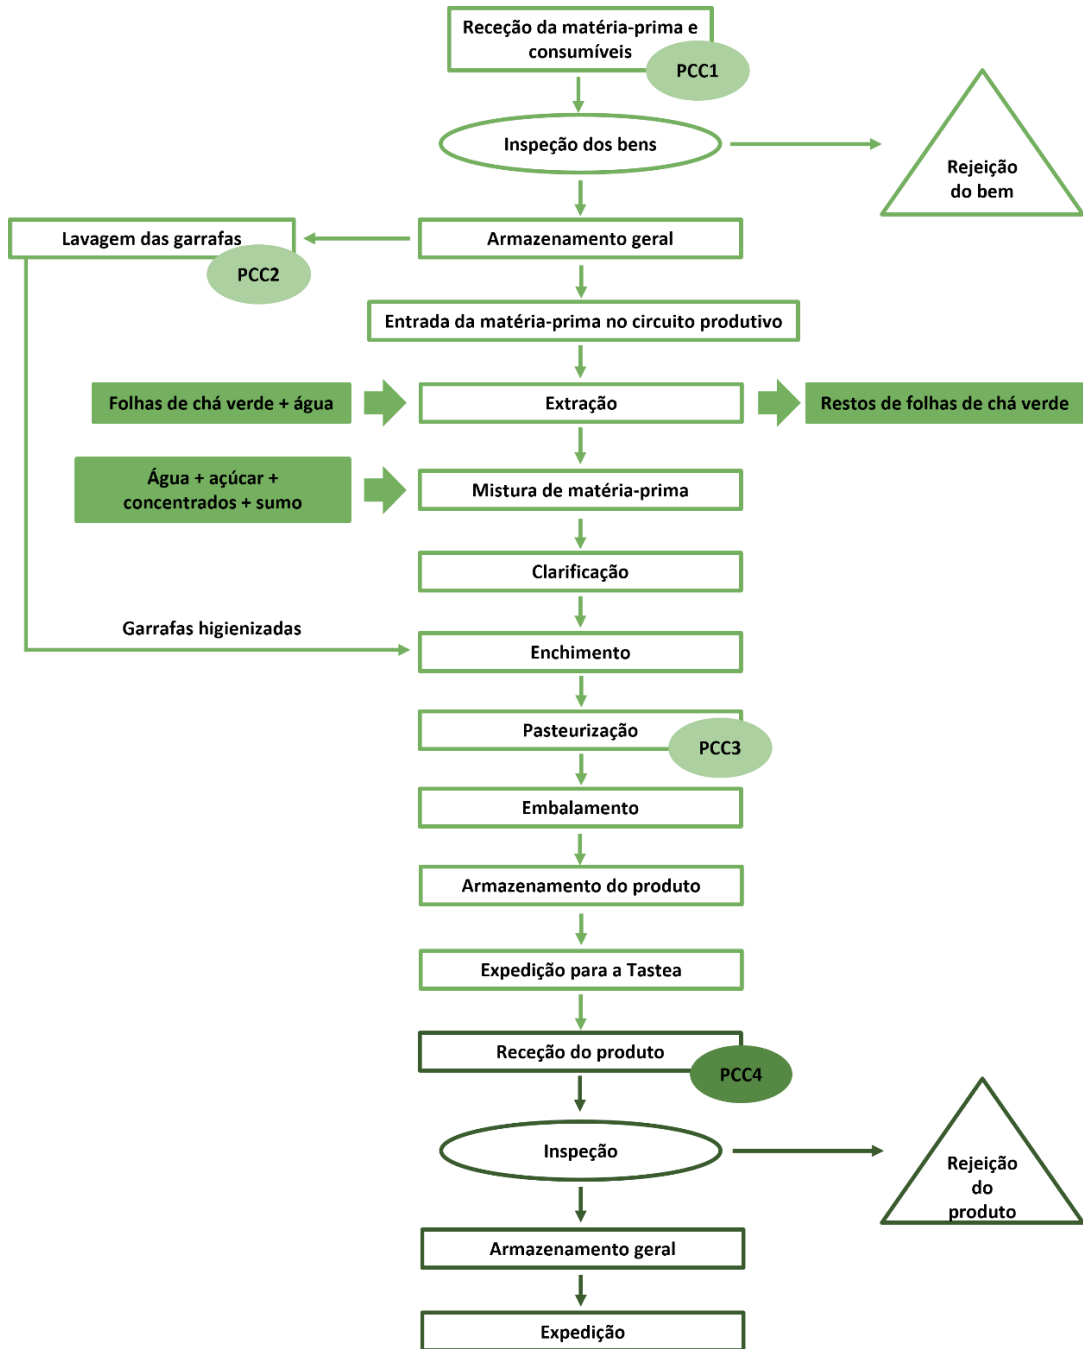 Receção da matéria-prima e
consumíveis
PCC1
Inspeção dos bens
Rejeição
do bem
Lavagem das garrafas
Armazenamento geral
PCC2
Entrada da matéria-prima no circuito produtivo
Folhas de chá verde + água
Extração
Restos de folhas de chá verde
Água + açúcar +
concentrados + sumo
Mistura de matéria-prima
Clarificação
Garrafas higienizadas
Enchimento
Pasteurização
PCC3
Embalamento
Armazenamento do produto
Expedição para a Tastea
Receção do produto
PCC4
Inspeção
Rejeição
do
produto
Armazenamento geral
Expedição